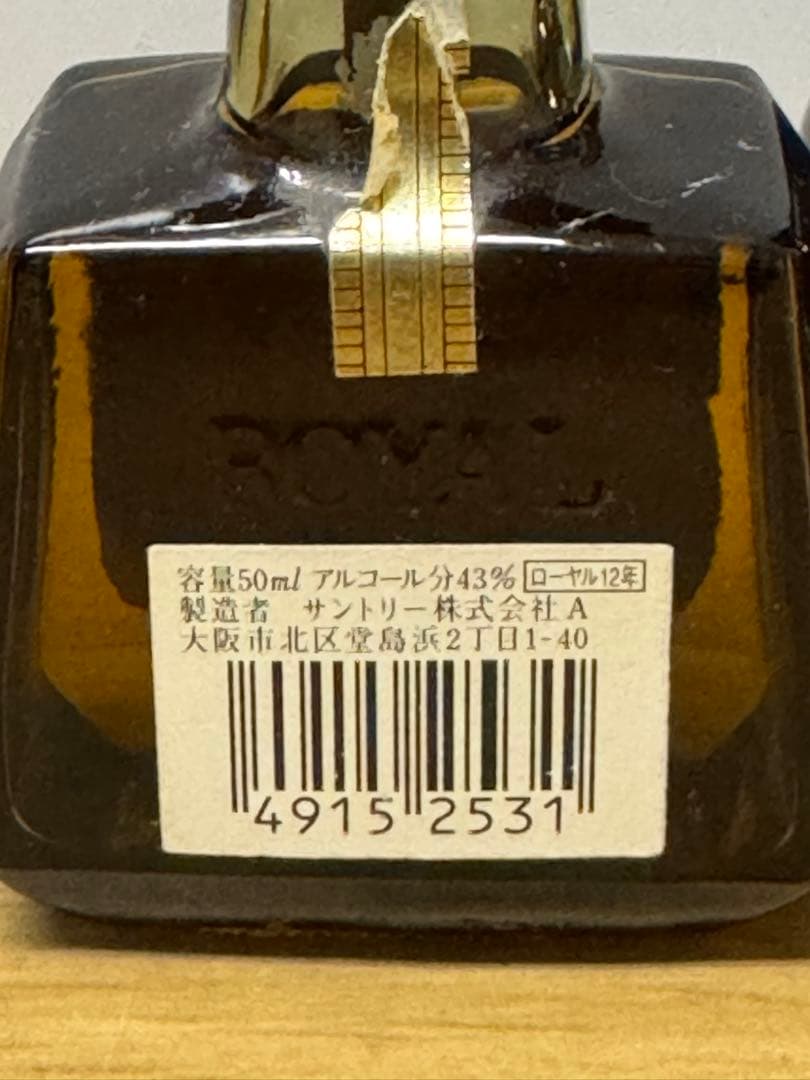 ROYAL
容量50ml アルコール分43% ローヤル12年
製造者 サントリー株式会社 A
大阪市北区堂島浜2丁目1-40
4915 2531